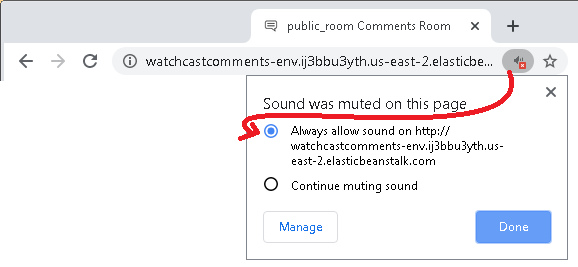 public_room Comments Room
watchcastcomments-env.ij3bbu3yth.us-east-2.elasticbe...
Sound was muted on this page
Always allow sound on http://
watchcastcomments-env.ij3bbu3yth.us-
east-2.elasticbeanstalk.com
Continue muting sound
Manage
Done